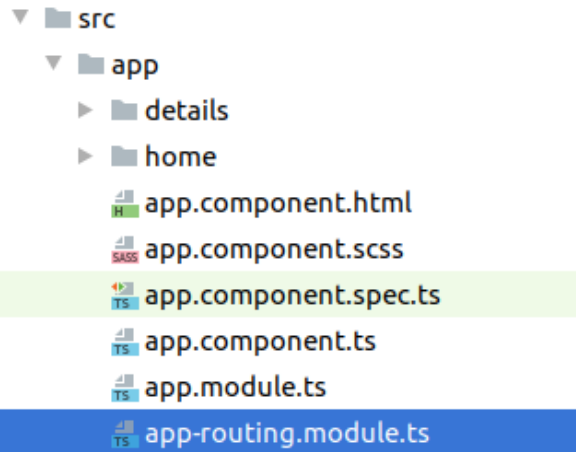 src
app
details
home
H app.component.html
SASS app.component.scss
TS app.component.spec.ts
TS app.component.ts
TS app.module.ts
TS app-routing.module.ts